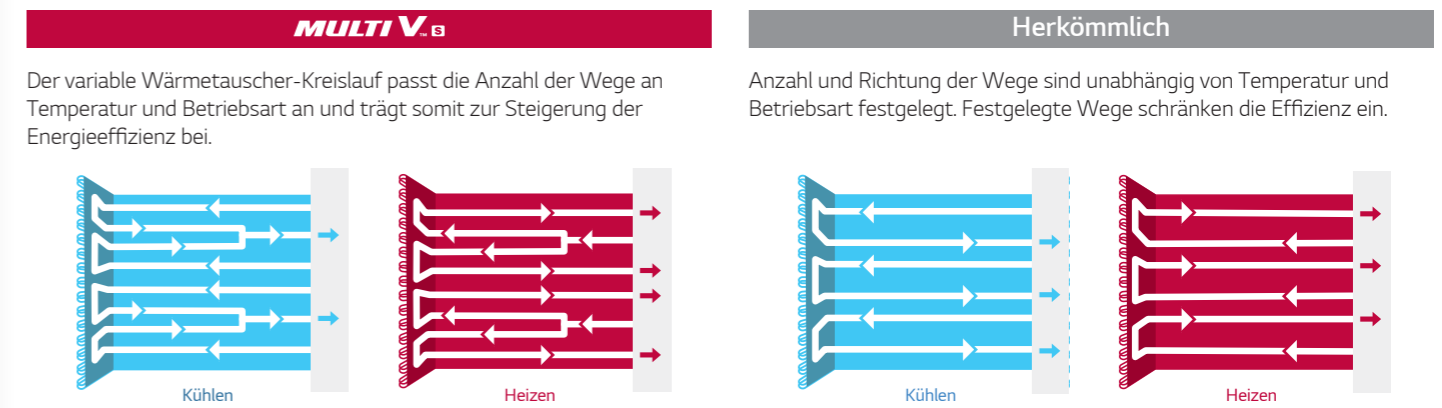 MULTI V™ S
Der variable Wärmetauscher-Kreislauf passt die Anzahl der Wege an
Temperatur und Betriebsart an und trägt somit zur Steigerung der
Energieeffizienz bei.
Kühlen
Heizen
Herkömmlich
Anzahl und Richtung der Wege sind unabhängig von Temperatur und
Betriebsart festgelegt. Festgelegte Wege schränken die Effizienz ein.
Kühlen
Heizen